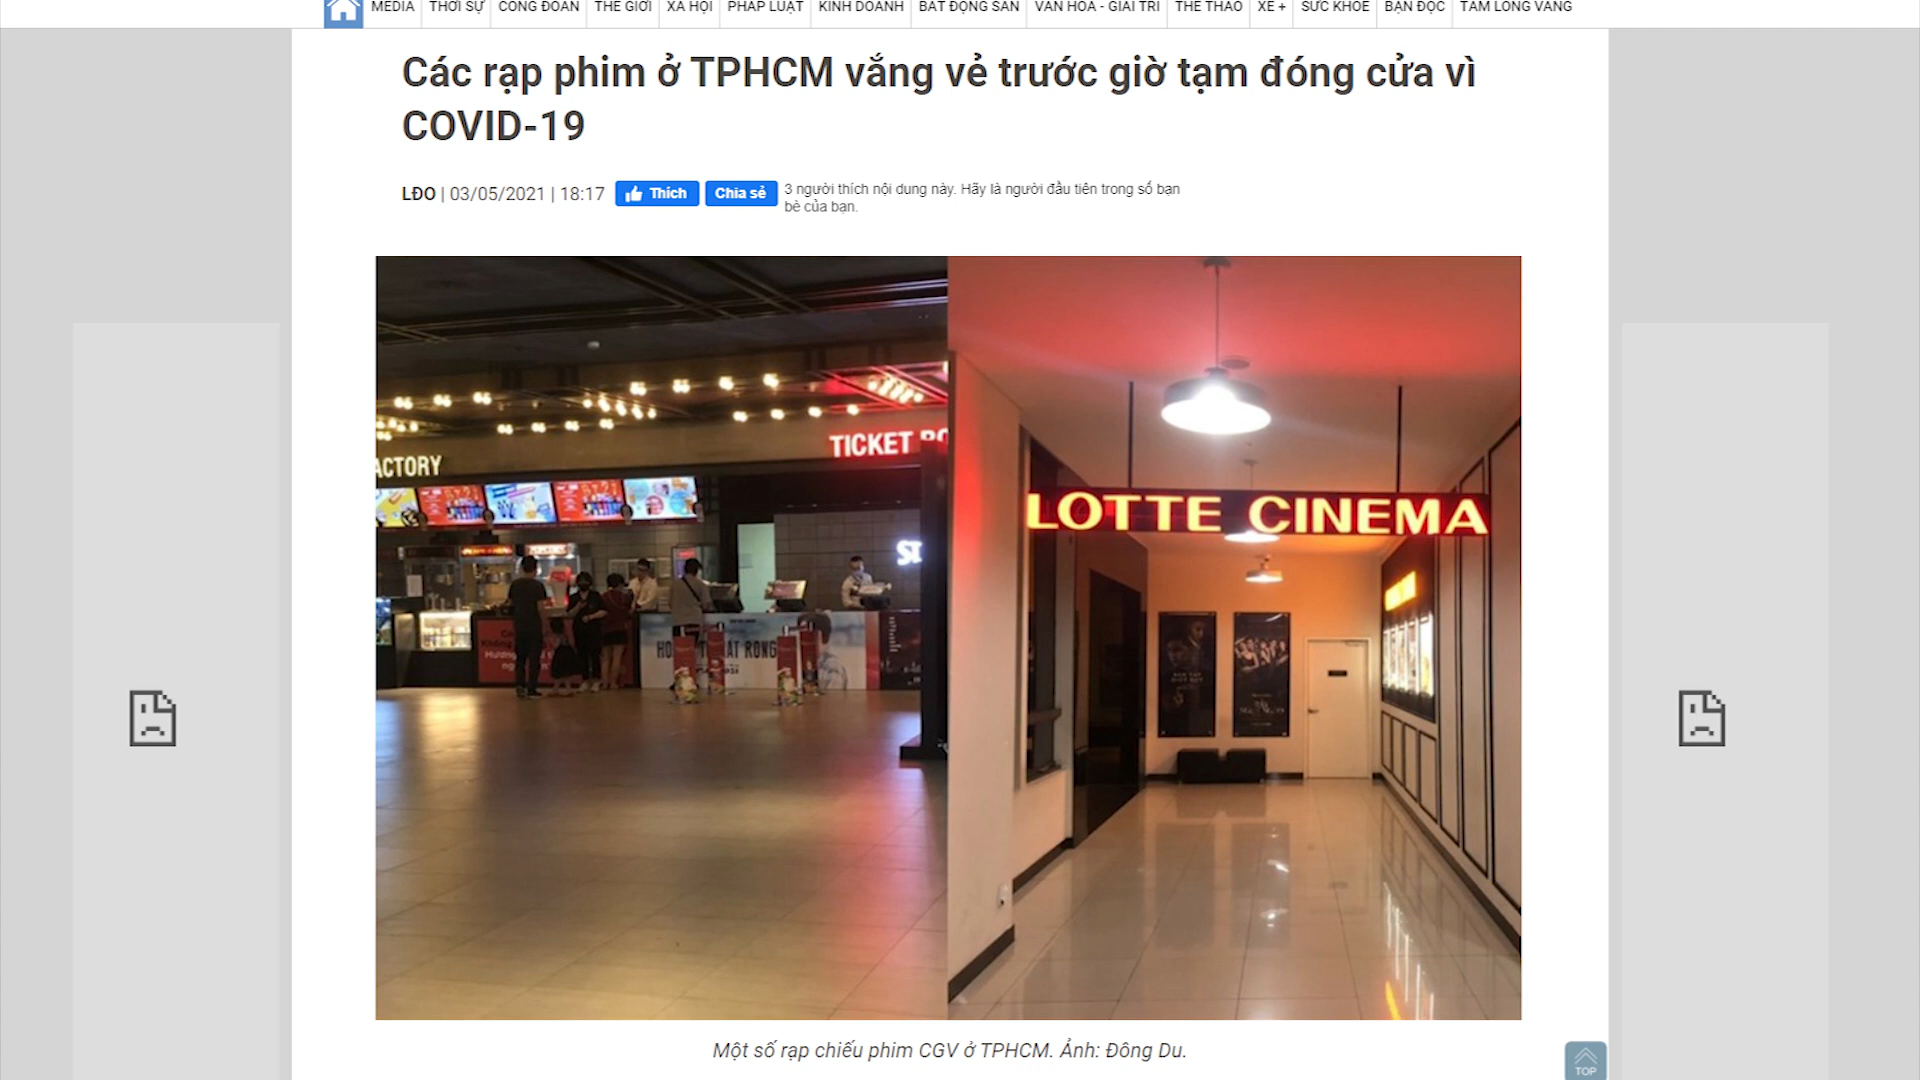 MEDIA THỜI SỰ CÔNG ĐOÀN THẾ GIỚI XÃ HỘI PHÁP LUẬT KINH DOANH BẤT ĐỘNG SẢN VĂN HÓA - GIẢI TRÍ THỂ THAO XE + SỨC KHỎE BẠN ĐỌC TẤM LÒNG VÀNG
Các rạp phim ở TPHCM vắng vẻ trước giờ tạm đóng cửa vì
COVID-19
LĐO | 03/05/2021 | 18:17 Thích Chia sẻ
3 người thích nội dung này. Hãy là người đầu tiên trong số bạn
bè của bạn.
TICKET
ACTORY
LOTTE CINEMA
Một số rạp chiếu phim CGV ở TPHCM. Ảnh: Đông Du.
TOP